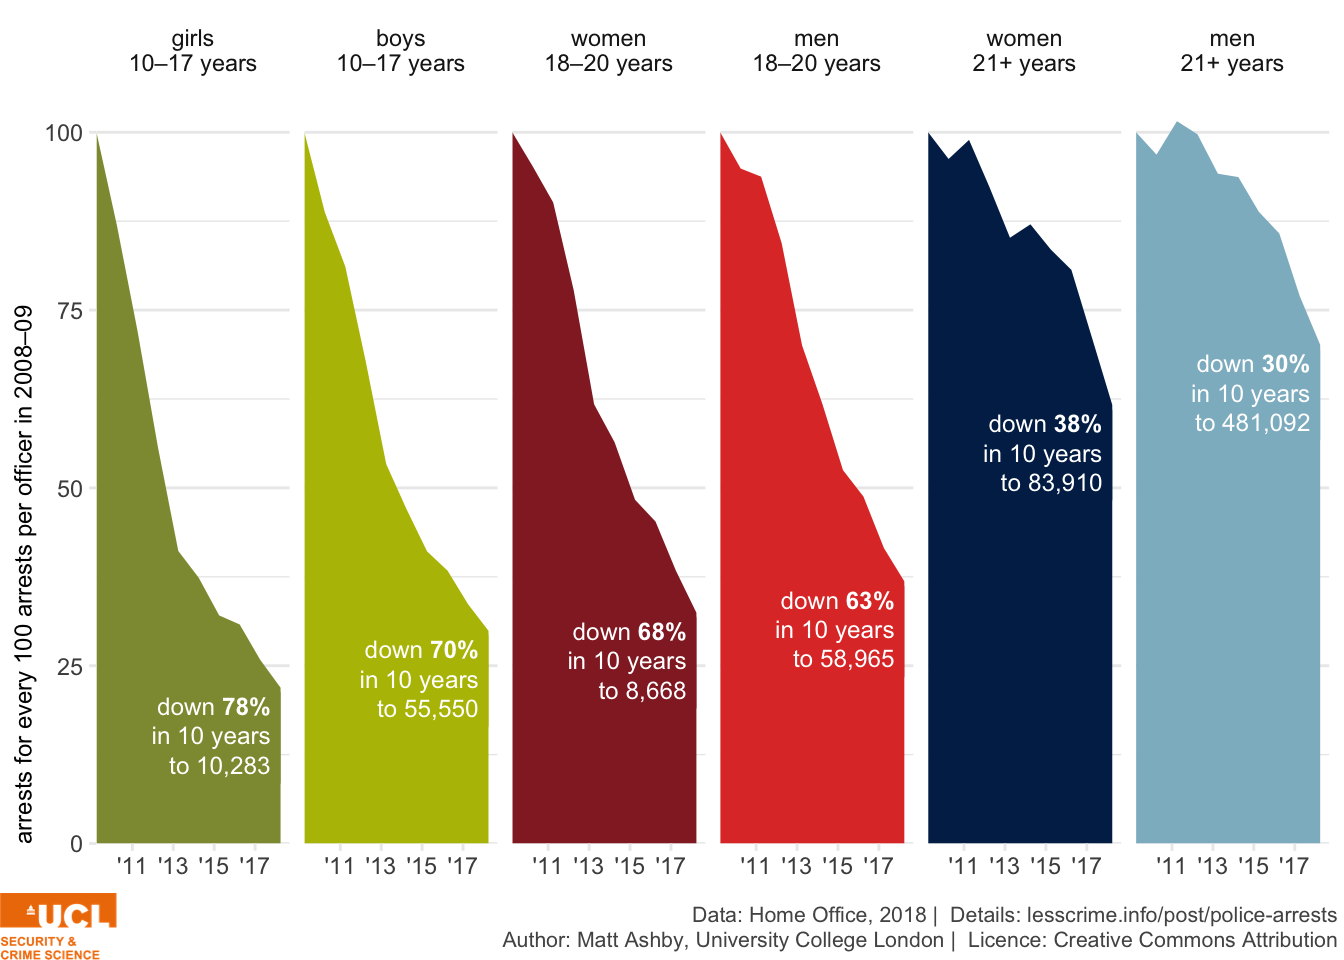 girls
10–17 years
boys
10–17 years
women
18–20 years
men
18–20 years
women
21+ years
men
21+ years
arrests for every 100 arrests per officer in 2008–09
100
75
50
25
0
down 78%
in 10 years
to 10,283
down 70%
in 10 years
to 55,550
down 68%
in 10 years
to 8,668
down 63%
in 10 years
to 58,965
down 38%
in 10 years
to 83,910
down 30%
in 10 years
to 481,092
'11 '13 '15 '17
'11 '13 '15 '17
'11 '13 '15 '17
'11 '13 '15 '17
'11 '13 '15 '17
'11 '13 '15 '17
UCL
SECURITY &
CRIME SCIENCE
Data: Home Office, 2018 | Details: lesscrime.info/post/police-arrests
Author: Matt Ashby, University College London | Licence: Creative Commons Attribution